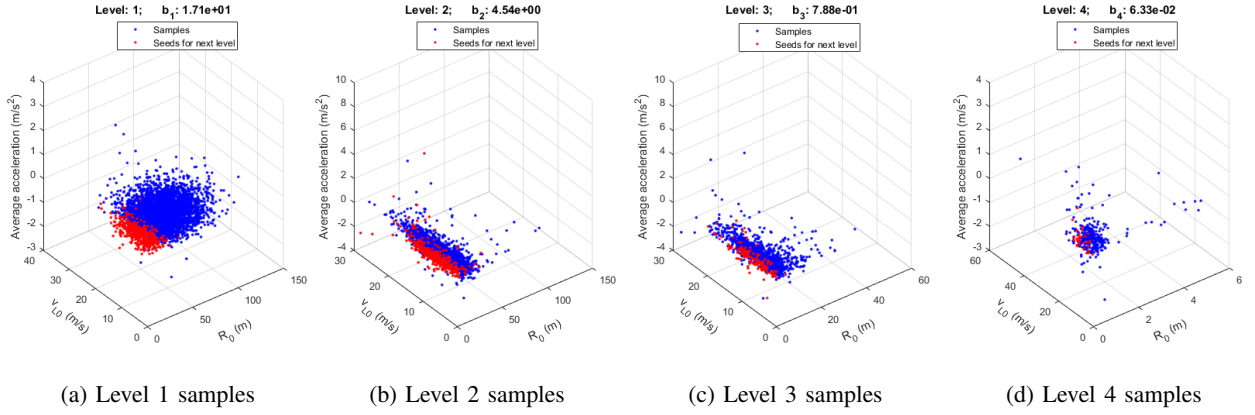 Level: 1; b1: 1.71e+01
Samples
Seeds for next level
Average acceleration (m/s²)
4
3
2
1
0
-1
-2
-3
40
30
20
10
0
vL0 (m/s)
0
50
100
150
R0 (m)
(a) Level 1 samples
Level: 2; b2: 4.54e+00
Samples
Seeds for next level
Average acceleration (m/s²)
10
8
6
4
2
0
-2
-4
30
20
10
0
vL0 (m/s)
0
50
100
150
R0 (m)
(b) Level 2 samples
Level: 3; b3: 7.88e-01
Samples
Seeds for next level
Average acceleration (m/s²)
10
8
6
4
2
0
-2
-4
30
20
10
0
vL0 (m/s)
0
20
40
60
R0 (m)
(c) Level 3 samples
Level: 4; b4: 6.33e-02
Samples
Seeds for next level
Average acceleration (m/s²)
4
3
2
1
0
-1
-2
-3
60
40
20
0
vL0 (m/s)
0
2
4
6
R0 (m)
(d) Level 4 samples